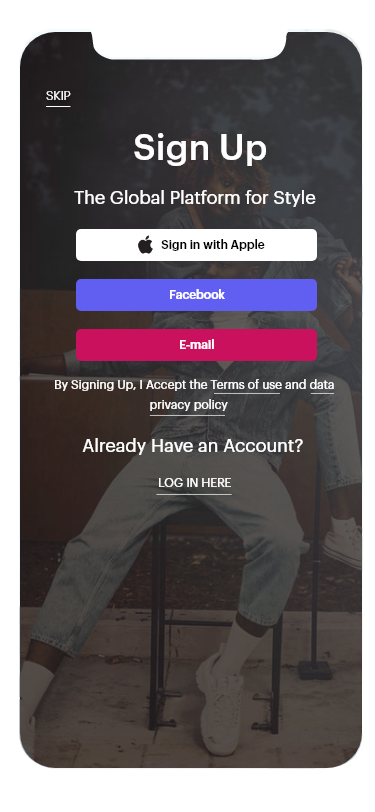 SKIP
Sign Up
The Global Platform for Style
Sign in with Apple
Facebook
E-mail
By Signing Up, I Accept the Terms of use and data
privacy policy
Already Have an Account?
LOG IN HERE